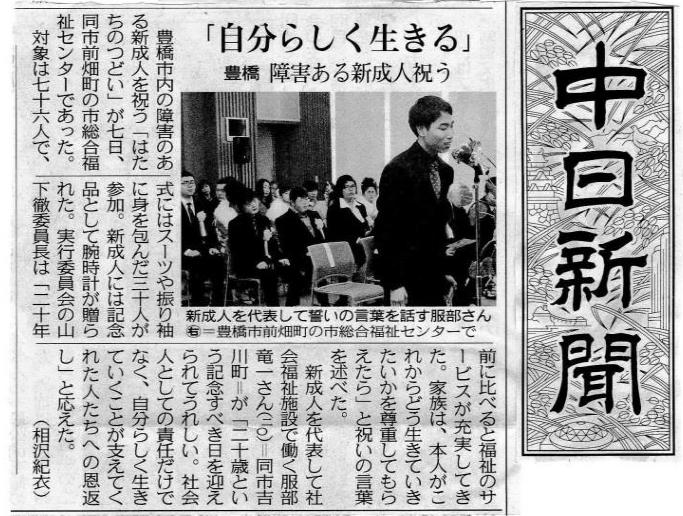 中日新聞
「自分らしく生きる」
豊橋 障害ある新成人祝う
豊橋市内の障害のあ
る新成人を祝う「はた
ちのつどい」が七日、
同市前畑町の市総合福
祉センターであった。
対象は七十六人で、
式にはスーツや振り袖
に身を包んだ三十人が
参加。新成人には記念
品として腕時計が贈ら
れた。実行委員会の山
下徹委員長は「二十年
新成人を代表して誓いの言葉を話す服部さん
㊨=豊橋市前畑町の市総合福祉センターで
前に比べると福祉のサ
ービスが充実してき
た。家族は、本人がこ
れからどう生きていき
たいかを尊重してもら
えたら」と祝いの言葉
を述べた。
新成人を代表して社
会福祉施設で働く服部
竜一さん(二〇)=同市吉
川町=が「二十歳とい
う記念すべき日を迎え
られてうれしい。社会
人としての責任だけで
なく、自分らしく生き
ていくことが支えてく
れた人たちへの恩返
し」と応えた。
(相沢紀衣)